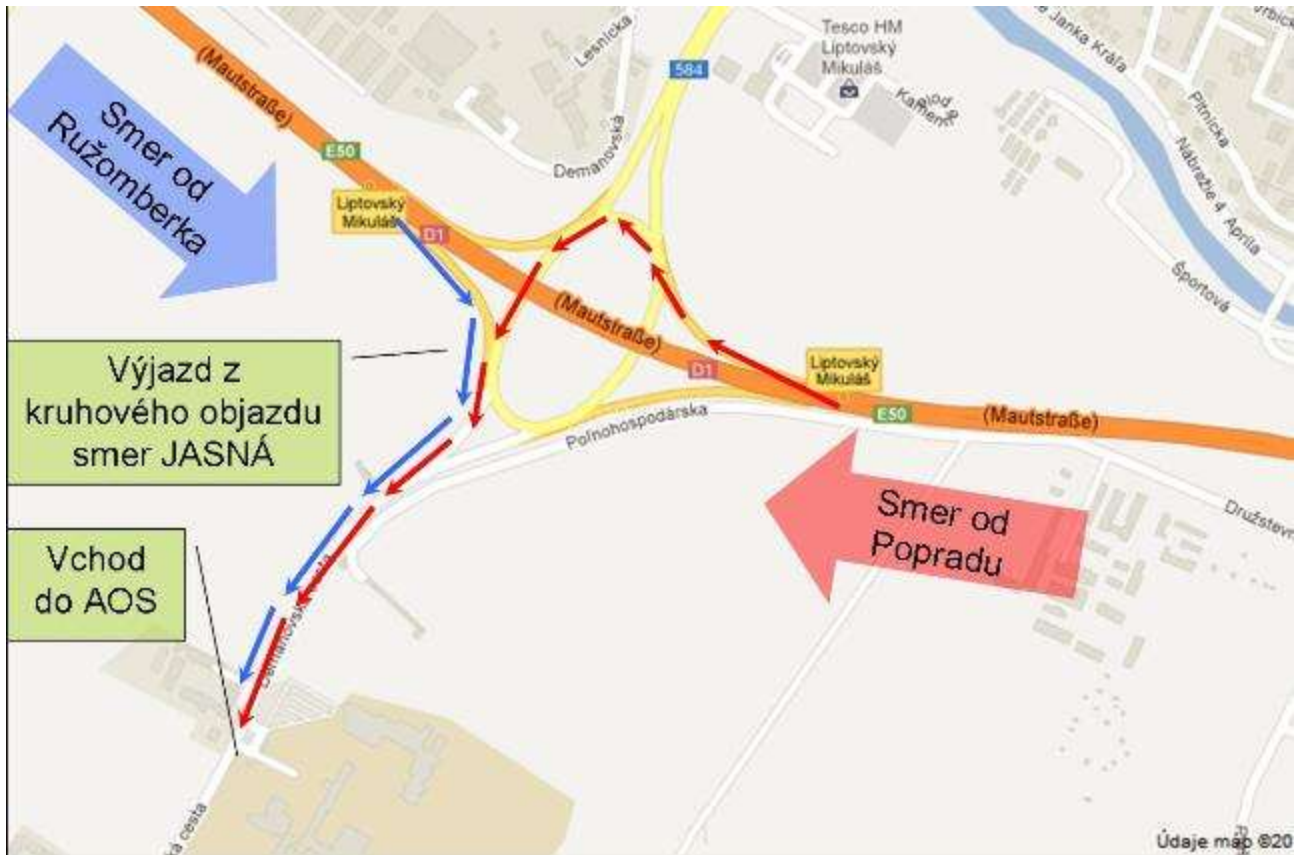 (Mautstraße)
Lesnícka
584
Tesco HM
Liptovský
Mikuláš
Janka Kráľa
Pltnícka
Nábrežie 4. Apríla
Športová
Smer od
Ružomberka
E50
Demänovská
Liptovský
Mikuláš
D1
(Mautstraße)
Výjazd z
kruhového objazdu
smer JASNÁ
D1
Liptovský
Mikuláš
E50
(Mautstraße)
Poľnohospodárska
Smer od
Popradu
Vchod
do AOS
Údaje máp ©20